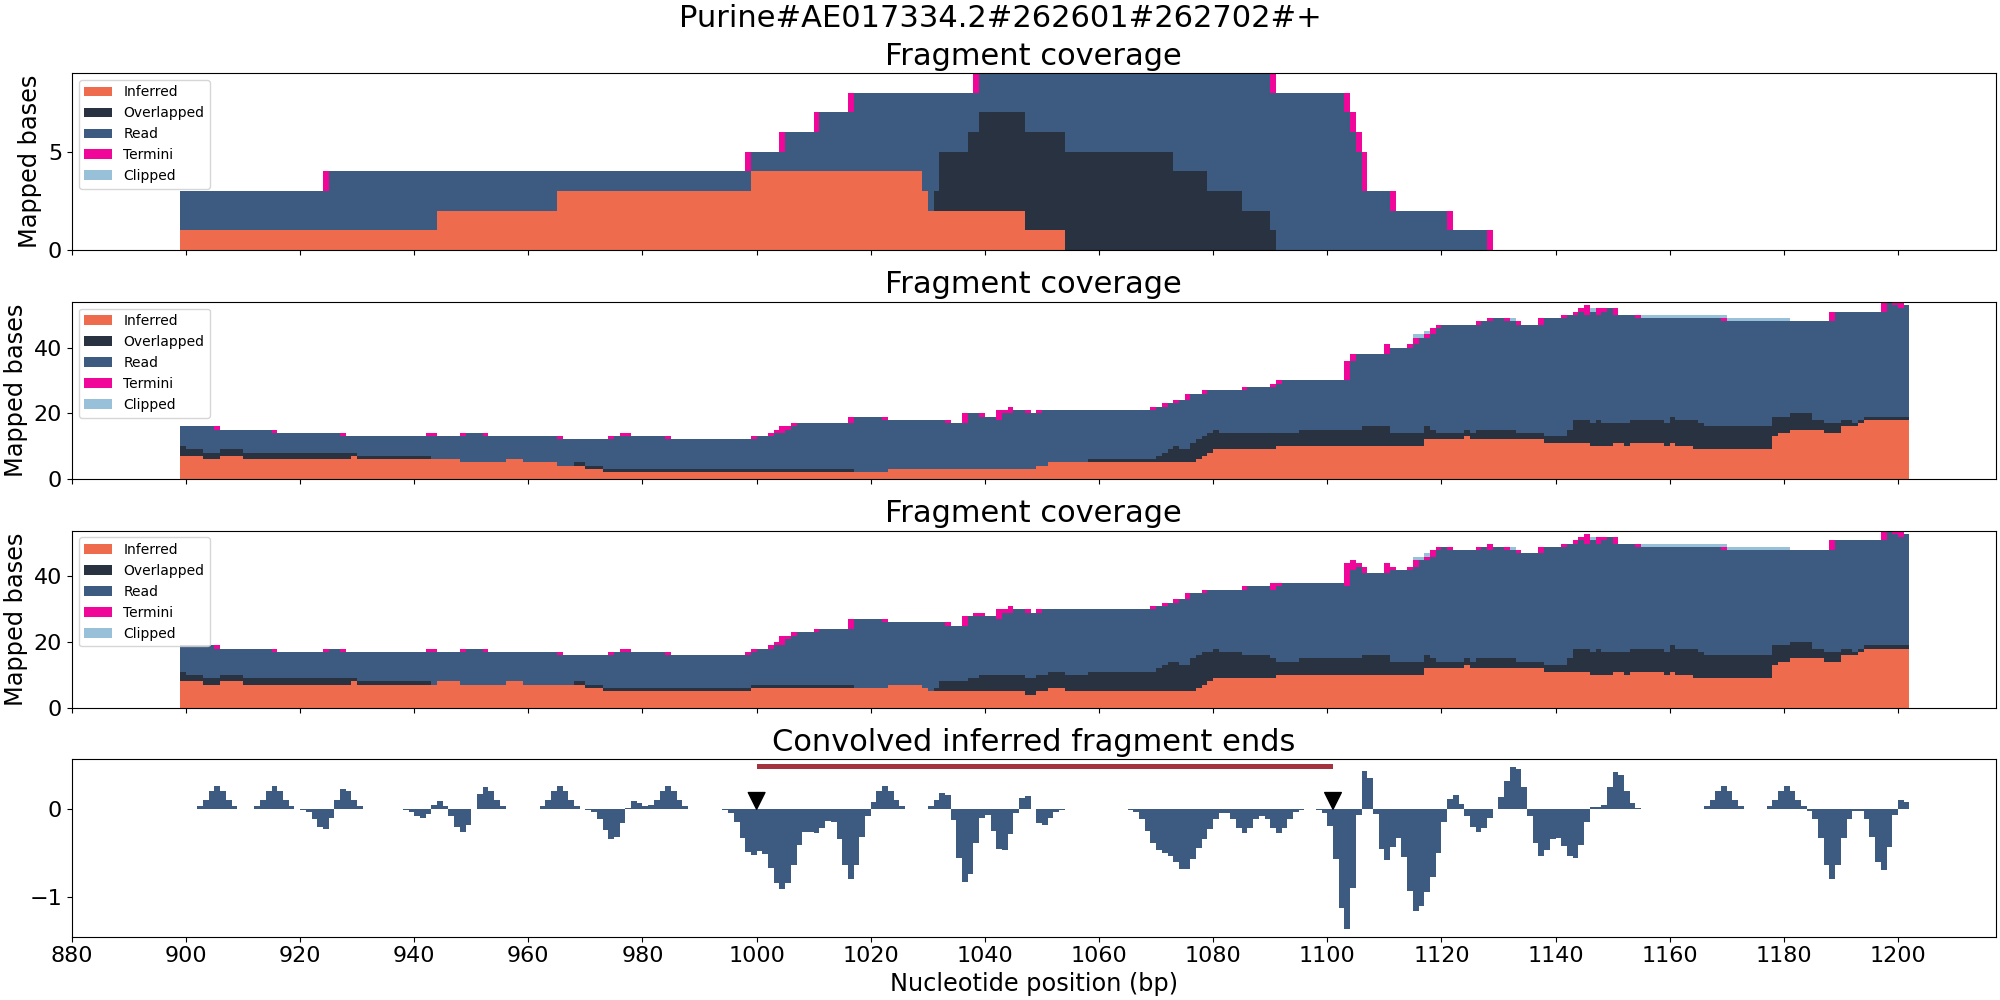 Purine#AE017334.2#262601#262702#+
Fragment coverage
Mapped bases
5
0
Inferred
Overlapped
Read
Termini
Clipped
Fragment coverage
Mapped bases
40
20
0
Inferred
Overlapped
Read
Termini
Clipped
Fragment coverage
Mapped bases
40
20
0
Inferred
Overlapped
Read
Termini
Clipped
Convolved inferred fragment ends
0
−1
880 900 920 940 960 980 1000 1020 1040 1060 1080 1100 1120 1140 1160 1180 1200
Nucleotide position (bp)